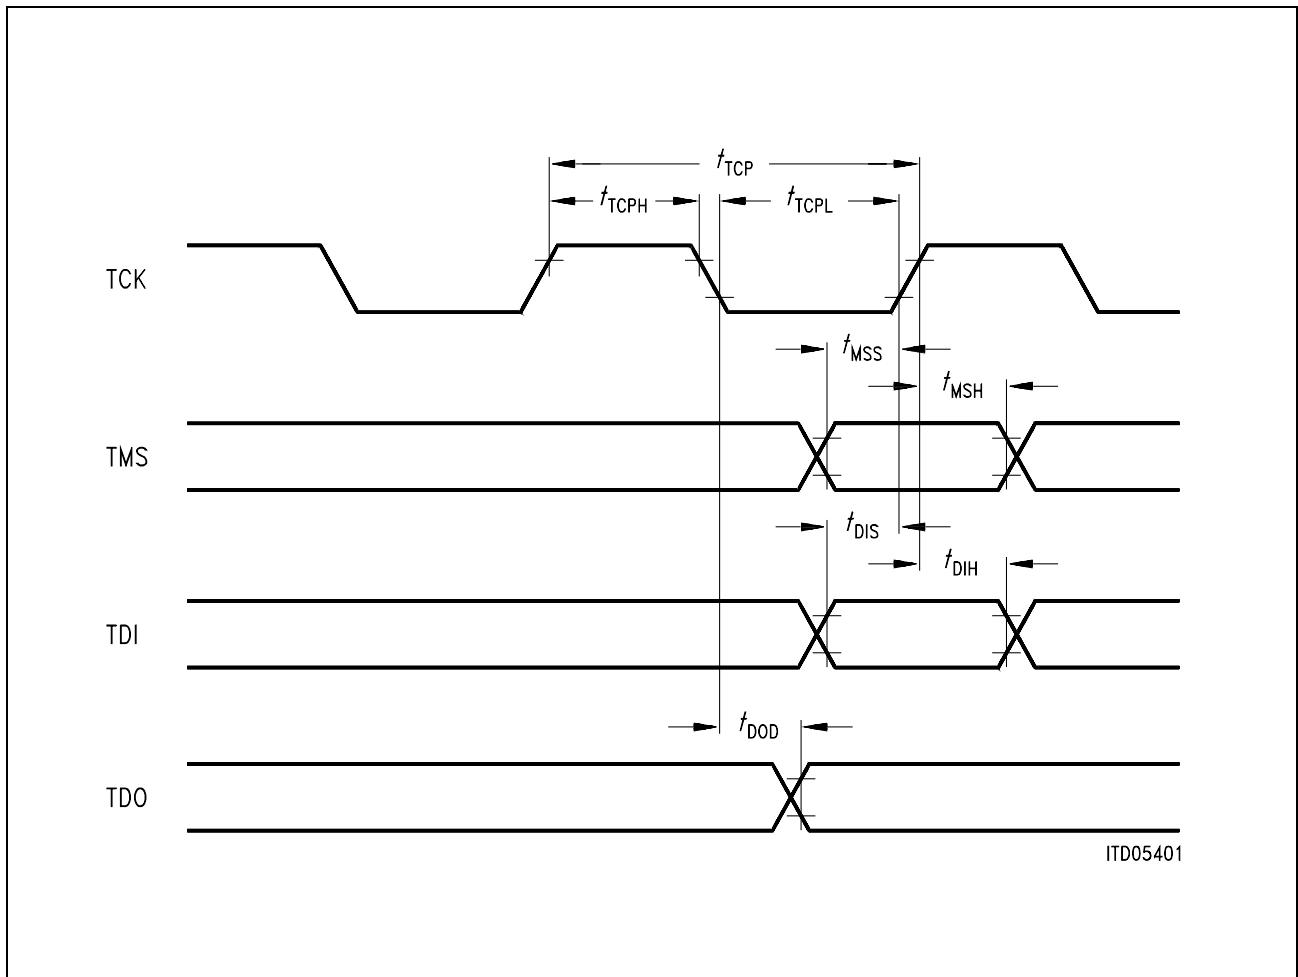 tTCP
tTCPH
tTCPL
TCK
tMSS
tMSH
TMS
tDIS
tDIH
TDI
tDOD
TDO
ITD05401